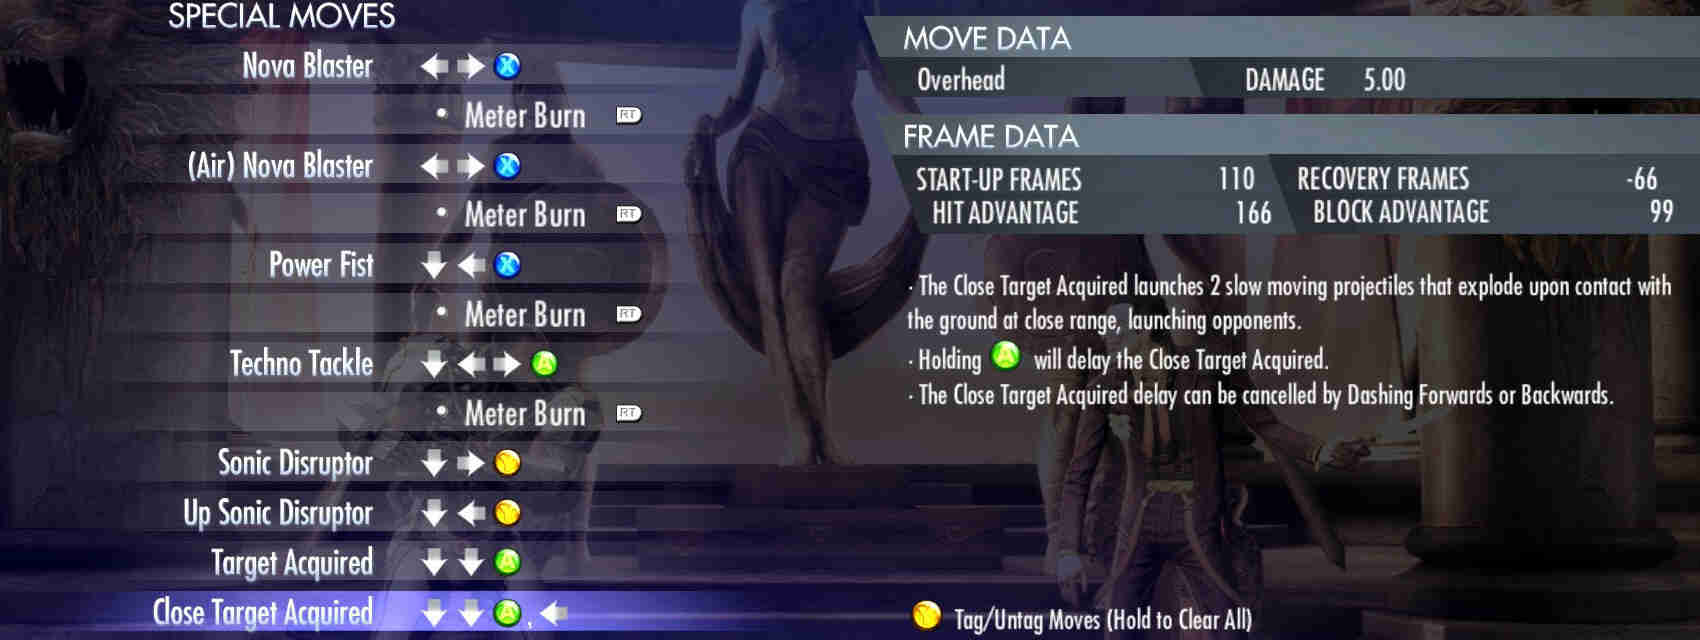 SPECIAL MOVES
Nova Blaster X
• Meter Burn RT
(Air) Nova Blaster X
• Meter Burn RT
Power Fist X
• Meter Burn RT
Techno Tackle A
• Meter Burn RT
Sonic Disruptor Y
Up Sonic Disruptor Y
Target Acquired A
Close Target Acquired A ,
MOVE DATA
Overhead DAMAGE 5.00
FRAME DATA
START-UP FRAMES 110 RECOVERY FRAMES -66
HIT ADVANTAGE 166 BLOCK ADVANTAGE 99
· The Close Target Acquired launches 2 slow moving projectiles that explode upon contact with
the ground at close range, launching opponents.
· Holding A will delay the Close Target Acquired.
· The Close Target Acquired delay can be cancelled by Dashing Forwards or Backwards.
Y Tag/Untag Moves (Hold to Clear All)